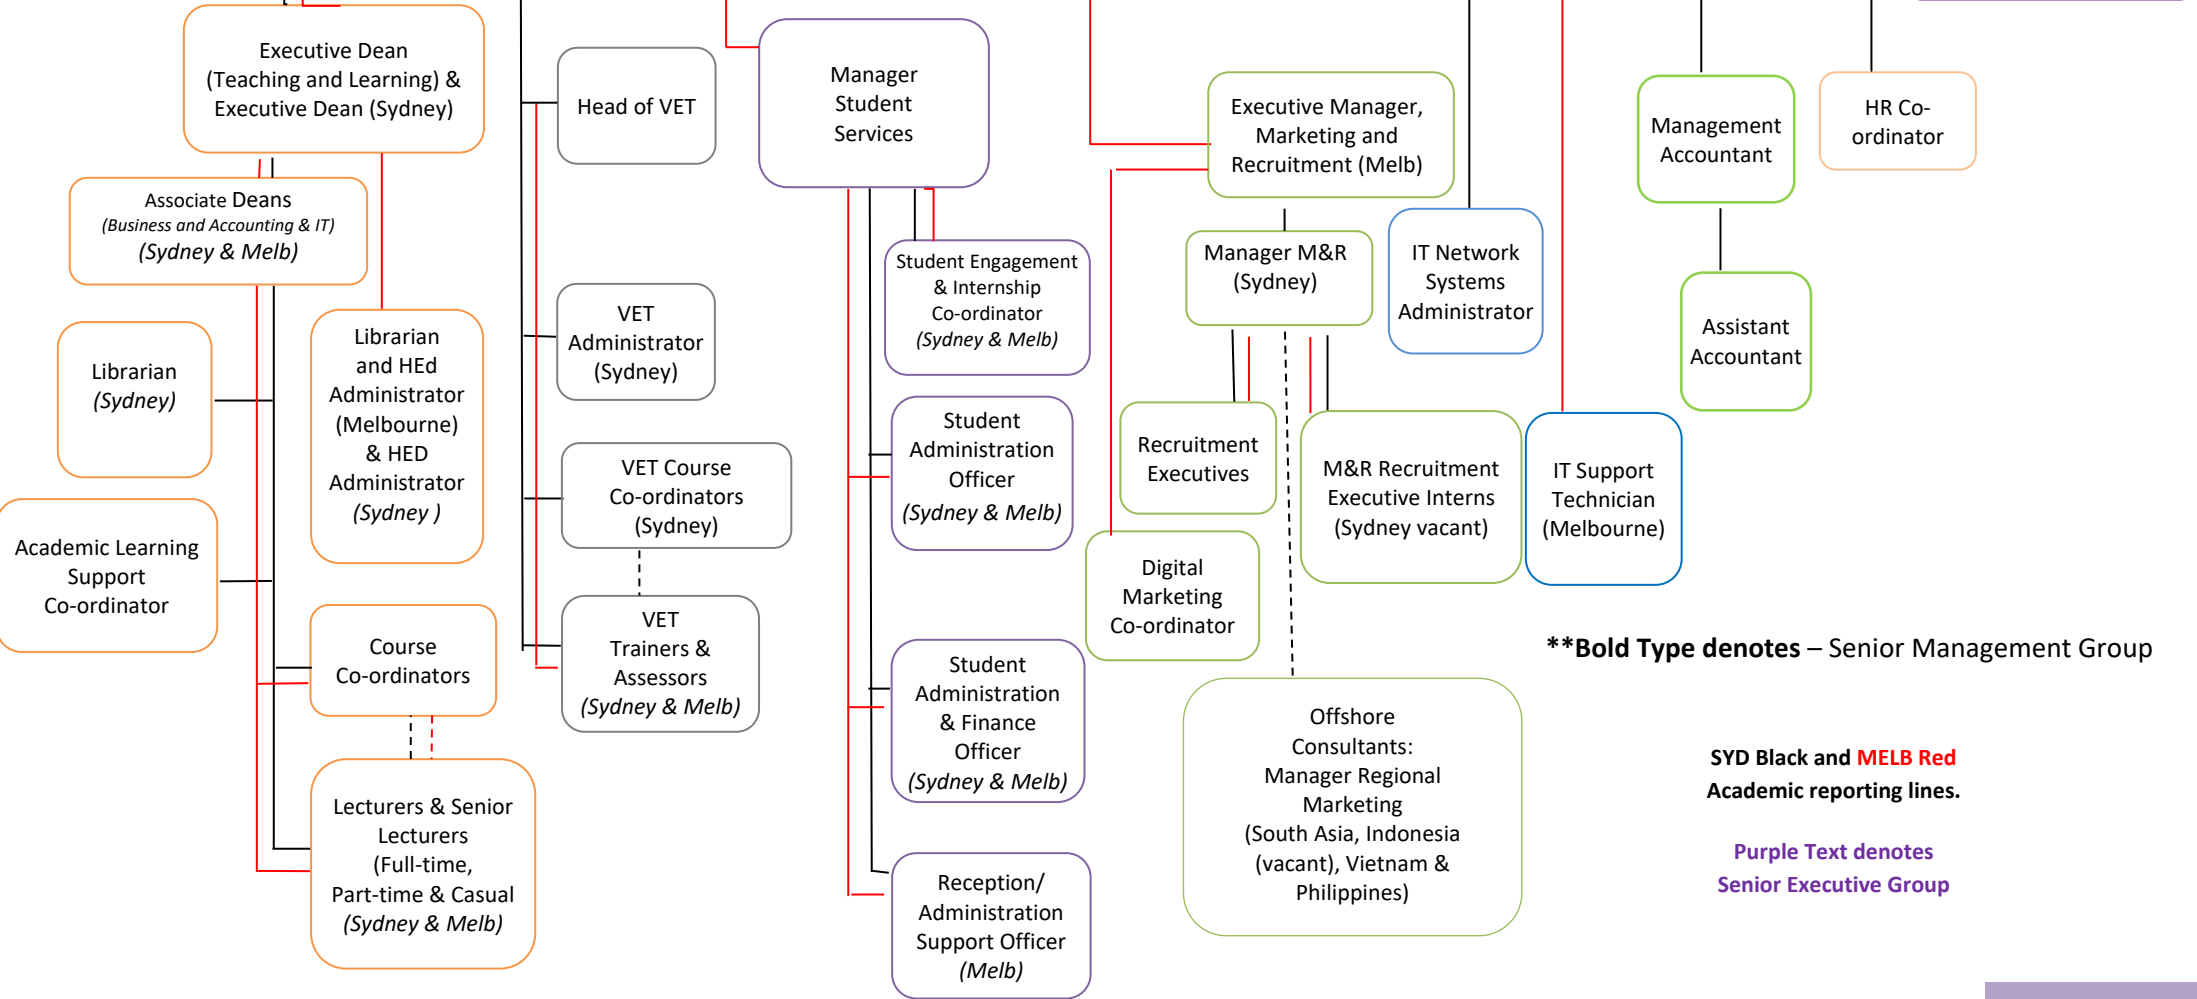 Executive Dean
(Teaching and Learning) &
Executive Dean (Sydney)
Associate Deans
(Business and Accounting & IT)
(Sydney & Melb)
Librarian
(Sydney)
Librarian
and HEd
Administrator
(Melbourne)
& HED
Administrator
(Sydney )
Academic Learning
Support
Co-ordinator
Course
Co-ordinators
Lecturers & Senior
Lecturers
(Full-time,
Part-time & Casual
(Sydney & Melb)
Head of VET
VET
Administrator
(Sydney)
VET Course
Co-ordinators
(Sydney)
VET
Trainers &
Assessors
(Sydney & Melb)
Manager
Student
Services
Student Engagement
& Internship
Co-ordinator
(Sydney & Melb)
Student
Administration
Officer
(Sydney & Melb)
Student
Administration
& Finance
Officer
(Sydney & Melb)
Reception/
Administration
Support Officer
(Melb)
Executive Manager,
Marketing and
Recruitment (Melb)
Manager M&R
(Sydney)
Recruitment
Executives
M&R Recruitment
Executive Interns
(Sydney vacant)
Digital
Marketing
Co-ordinator
Offshore
Consultants:
Manager Regional
Marketing
(South Asia, Indonesia
(vacant), Vietnam &
Philippines)
IT Network
Systems
Administrator
IT Support
Technician
(Melbourne)
Management
Accountant
Assistant
Accountant
HR Co-
ordinator
**Bold Type denotes – Senior Management Group
SYD Black and MELB Red
Academic reporting lines.
Purple Text denotes
Senior Executive Group